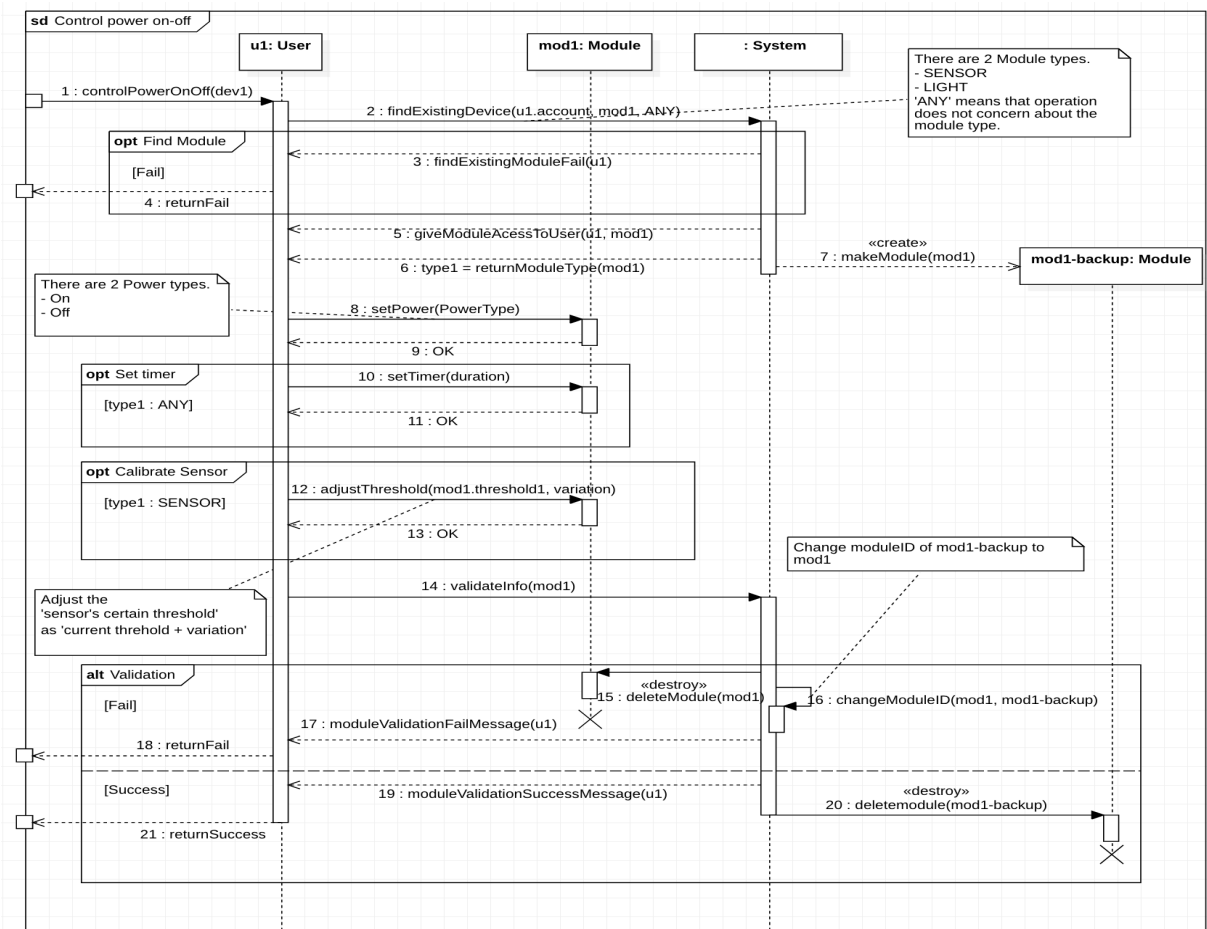 sd Control power on-off
u1: User
mod1: Module
: System
There are 2 Module types.
- SENSOR
- LIGHT
'ANY' means that operation
does not concern about the
module type.
1 : controlPowerOnOff(dev1)
2 : findExistingDevice(u1.account, mod1, ANY)
opt Find Module
3 : findExistingModuleFail(u1)
[Fail]
4 : returnFail
5 : giveModuleAcessToUser(u1, mod1)
«create»
7 : makeModule(mod1)
mod1-backup: Module
6 : type1 = returnModuleType(mod1)
There are 2 Power types.
- On
- Off
8 : setPower(PowerType)
9 : OK
opt Set timer
10 : setTimer(duration)
[type1 : ANY]
11 : OK
opt Calibrate Sensor
12 : adjustThreshold(mod1.threshold1, variation)
[type1 : SENSOR]
13 : OK
Change moduleID of mod1-backup to
mod1
14 : validateInfo(mod1)
Adjust the
'sensor's certain threshold'
as 'current threhold + variation'
alt Validation
«destroy»
15 : deleteModule(mod1)
16 : changeModuleID(mod1, mod1-backup)
[Fail]
17 : moduleValidationFailMessage(u1)
18 : returnFail
[Success]
19 : moduleValidationSuccessMessage(u1)
«destroy»
20 : deletemodule(mod1-backup)
21 : returnSuccess